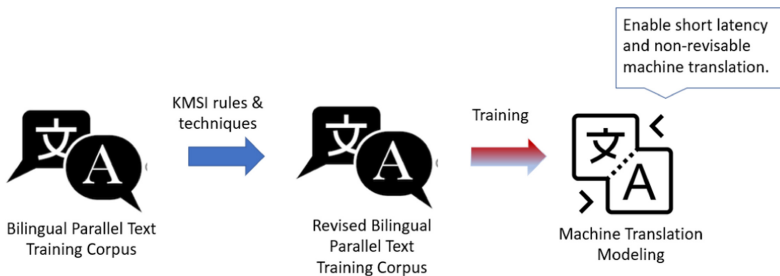 Enable short latency
and non-revisable
machine translation.
KMSI rules &
techniques
Training
文
A
文
A
文
A
Bilingual Parallel Text
Training Corpus
Revised Bilingual
Parallel Text
Training Corpus
Machine Translation
Modeling